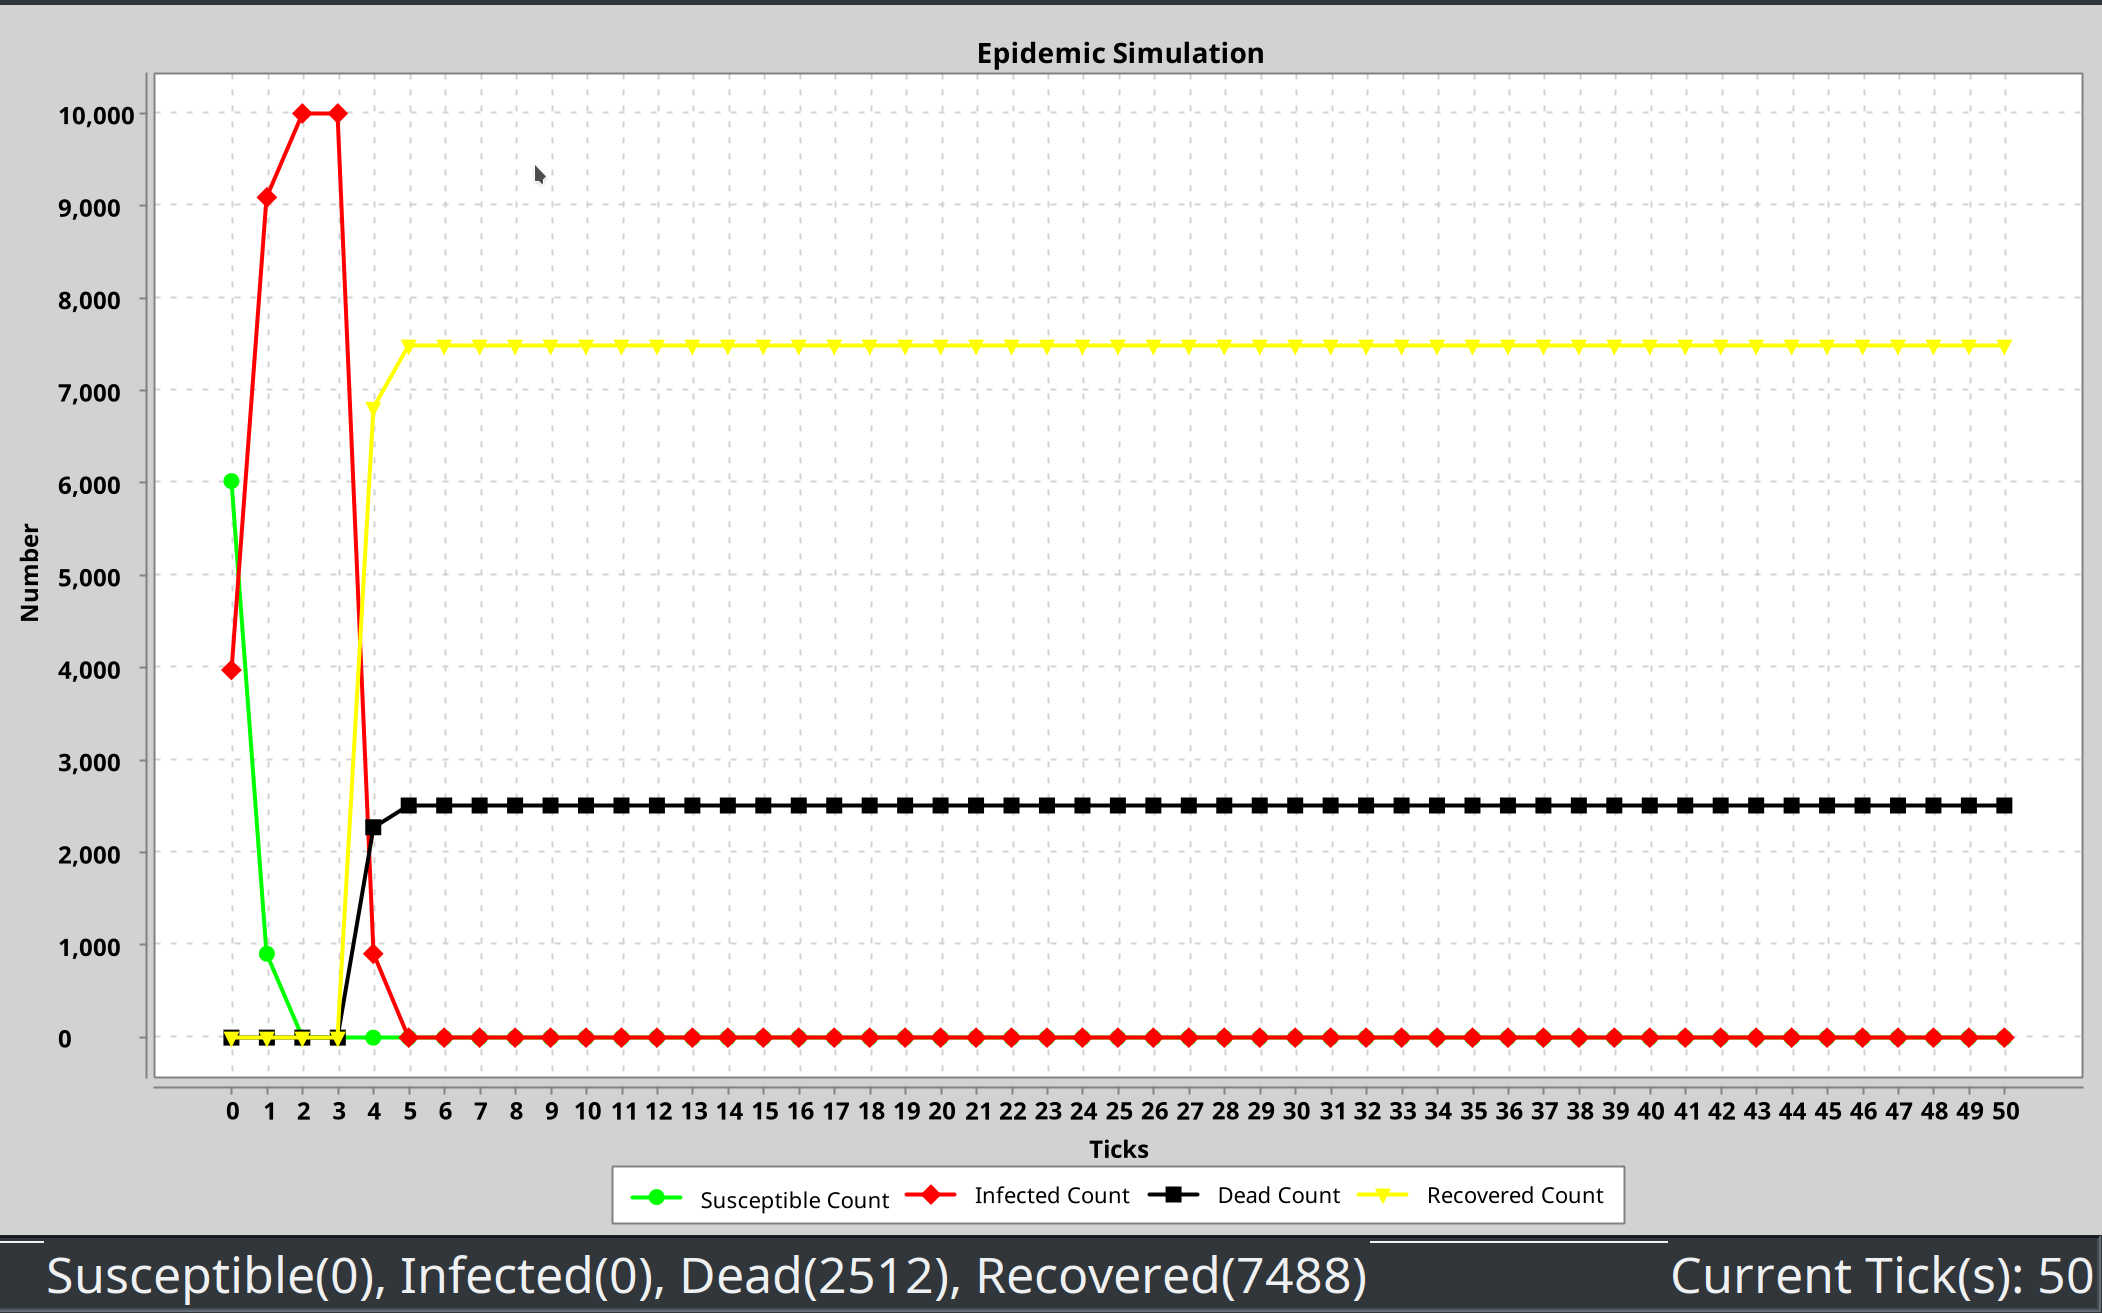 Epidemic Simulation
10,000
9,000
8,000
7,000
6,000
5,000
4,000
3,000
2,000
1,000
0
Number
0 1 2 3 4 5 6 7 8 9 10 11 12 13 14 15 16 17 18 19 20 21 22 23 24 25 26 27 28 29 30 31 32 33 34 35 36 37 38 39 40 41 42 43 44 45 46 47 48 49 50
Ticks
Susceptible Count Infected Count Dead Count Recovered Count
Susceptible(0), Infected(0), Dead(2512), Recovered(7488) Current Tick(s): 50